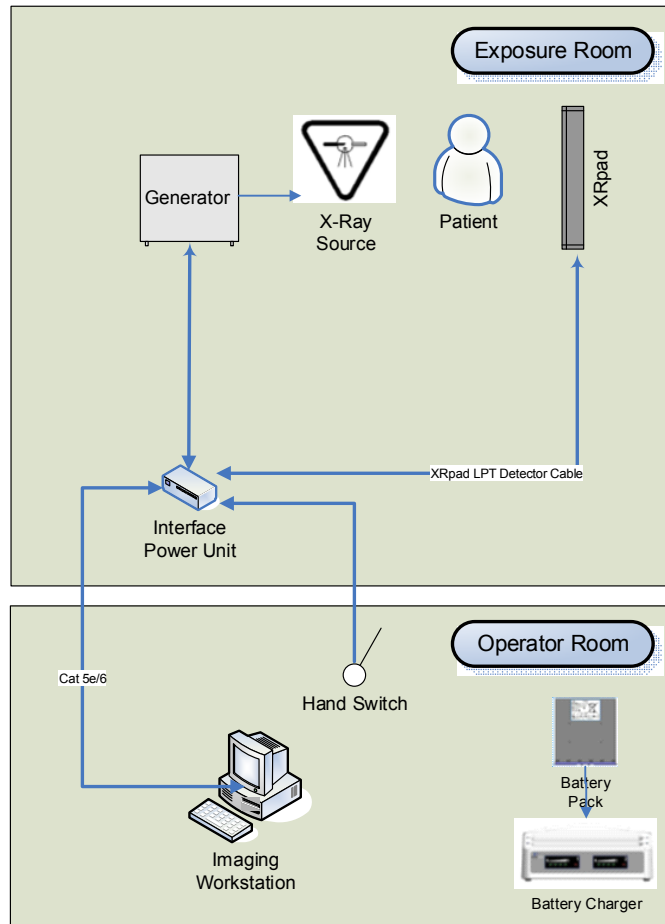 Exposure Room
Generator
X-Ray
Source
Patient
XRpad
XRpad LPT Detector Cable
Interface
Power Unit
Operator Room
Cat 5e/6
Hand Switch
Battery
Pack
Imaging
Workstation
Battery Charger